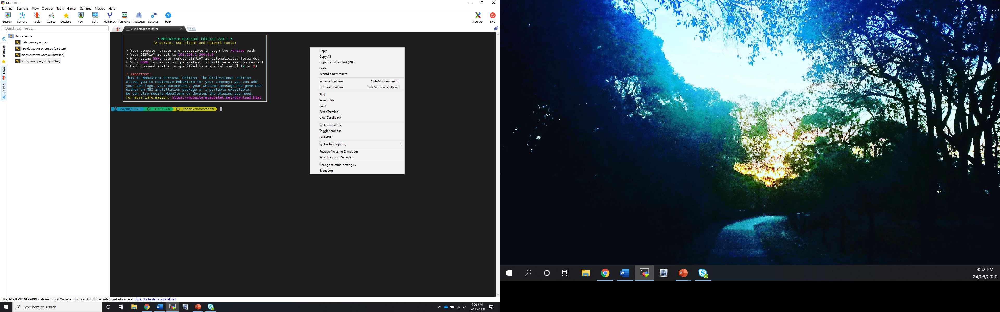 MobaXterm
Terminal Sessions View X server Tools Games Settings Macros Help
Session Servers Tools Games Sessions View Split MultiExec Tunneling Packages Settings Help X server Exit
Quick connect...
2. /home/mobaxterm
User sessions
data.pawsey.org.au
hpc-data.pawsey.org.au (pmelton)
magnus.pawsey.org.au (pmelton)
zeus.pawsey.org.au (pmelton)
Sessions
Tools
Macros
• MobaXterm Personal Edition v20.1 •
(X server, SSH client and network tools)
➤ Your computer drives are accessible through the /drives path
➤ Your DISPLAY is set to 192.168.1.206:0.0
➤ When using SSH, your remote DISPLAY is automatically forwarded
➤ Your HOME folder is not persistent: it will be erased on restart
➤ Each command status is specified by a special symbol (✔ or ✘)
• Important:
This is MobaXterm Personal Edition. The Professional edition
allows you to customize MobaXterm for your company: you can add
your own logo, your parameters, your welcome message and generate
either an MSI installation package or a portable executable.
We can also modify MobaXterm or develop the plugins you need.
For more information: https://mobaxterm.mobatek.net/download.html
24/08/2020 16:51.24 /home/mobaxterm
Copy
Copy All
Copy formatted text (RTF)
Paste
Record a new macro
Increase font size Ctrl+MousewheelUp
Decrease font size Ctrl+MousewheelDown
Find
Save to file
Print
Reset Terminal
Clear Scrollback
Set terminal title
Toggle scrollbar
Fullscreen
Syntax highlighting
Receive file using Z-modem
Send file using Z-modem
Change terminal settings...
Event Log
UNREGISTERED VERSION - Please support MobaXterm by subscribing to the professional edition here: https://mobaxterm.mobatek.net
Type here to search
4:52 PM
24/08/2020
4:52 PM
24/08/2020